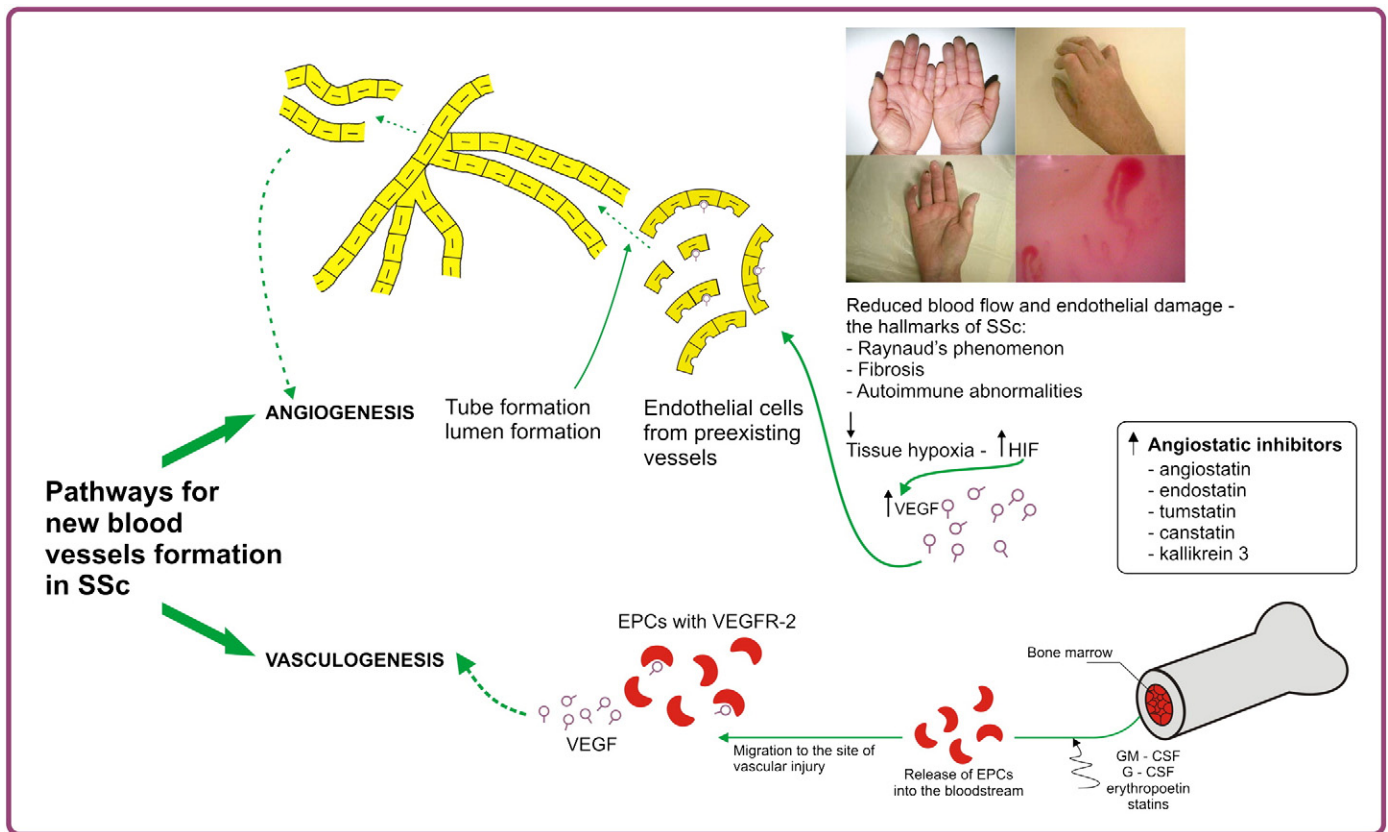 Reduced blood flow and endothelial damage -
the hallmarks of SSc:
- Raynaud's phenomenon
- Fibrosis
- Autoimmune abnormalities
Tissue hypoxia - HIF
VEGF
Angiostatic inhibitors
- angiostatin
- endostatin
- tumstatin
- canstatin
- kallikrein 3
Endothelial cells
from preexisting
vessels
Tube formation
lumen formation
ANGIOGENESIS
Pathways for
new blood
vessels formation
in SSc
VASCULOGENESIS
EPCs with VEGFR-2
VEGF
Migration to the site of
vascular injury
Release of EPCs
into the bloodstream
Bone marrow
GM - CSF
G - CSF
erythropoetin
statins